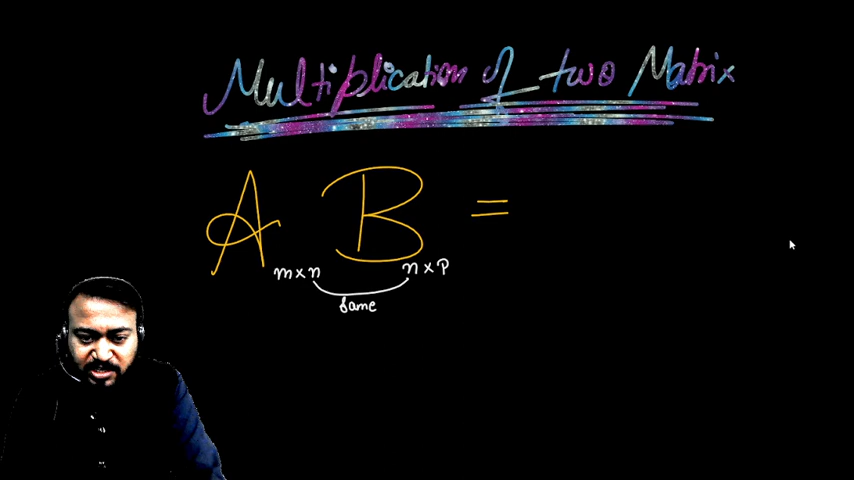 Multiplication of two Matrix
A B =
m×n n×p
Same